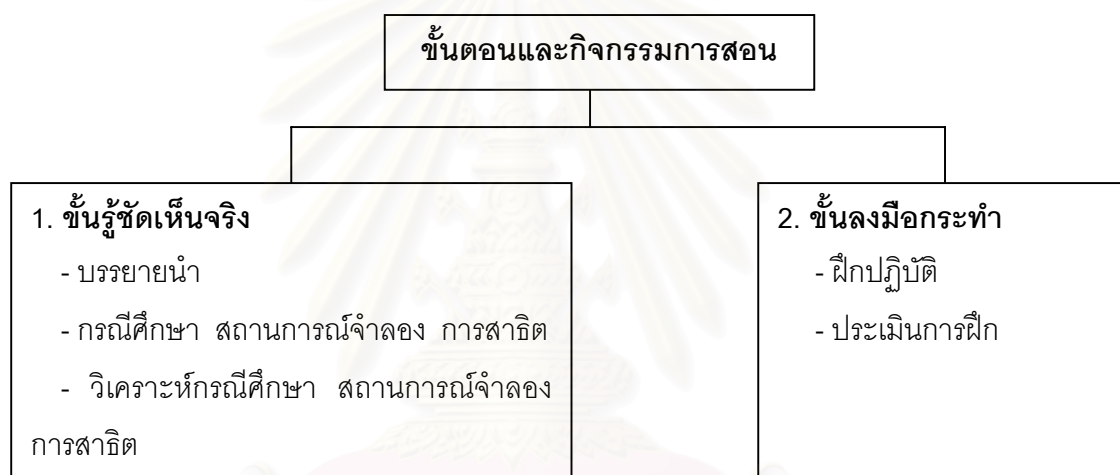 ขั้นตอนและกิจกรรมการสอน
1. ขั้นรู้ชัดเห็นจริง
- บรรยายนำ
- กรณีศึกษา สถานการณ์จำลอง การสาธิต
- วิเคราะห์กรณีศึกษา สถานการณ์จำลอง
การสาธิต
2. ขั้นลงมือกระทำ
- ฝึกปฏิบัติ
- ประเมินการฝึก